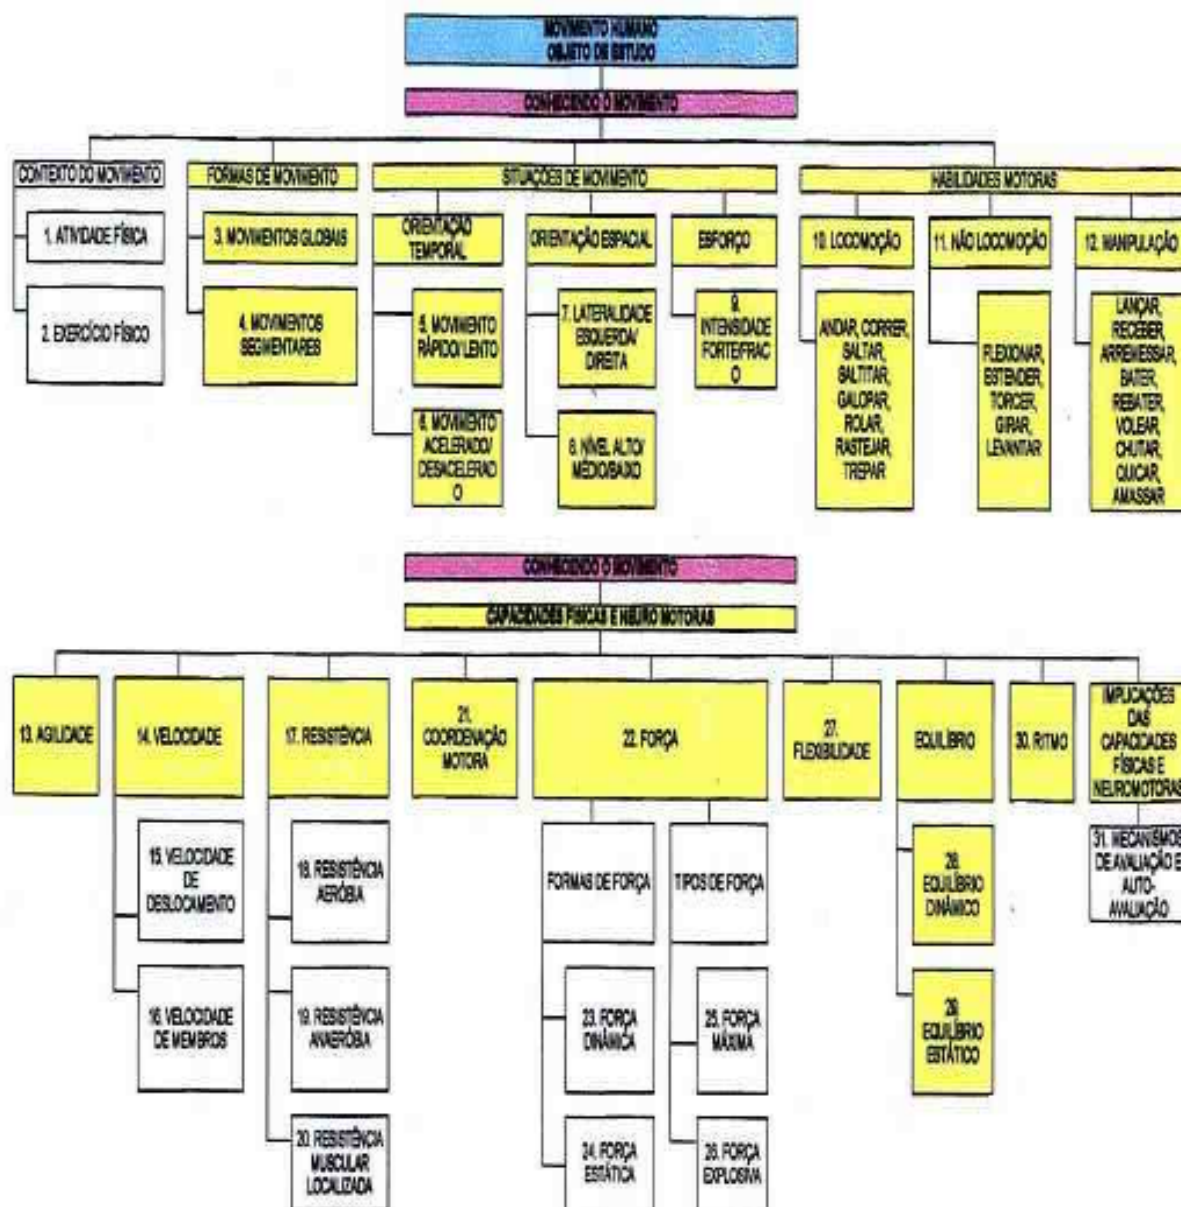 MOVIMENTO HUMANO
OBJETO DE ESTUDO
CONHECENDO O MOVIMENTO
CONTEXTO DO MOVIMENTO
FORMAS DE MOVIMENTO
SITUAÇÕES DE MOVIMENTO
HABILIDADES MOTORAS
1. ATIVIDADE FÍSICA
2. EXERCÍCIO FÍSICO
3. MOVIMENTOS GLOBAIS
4. MOVIMENTOS
SEGMENTARES
ORIENTAÇÃO
TEMPORAL
5. MOVIMENTO
RÁPIDO/LENTO
6. MOVIMENTO
ACELERADO/
DESACELERAD
O
ORIENTAÇÃO ESPACIAL
7. LATERALIDADE
ESQUERDA/
DIREITA
8. NÍVEL ALTO/
MÉDIO/BAIXO
ESFORÇO
9.
INTENSIDADE
FORTE/FRAC
O
10. LOCOMOÇÃO
ANDAR, CORRER,
SALTAR,
SALTITAR,
GALOPAR,
ROLAR,
RASTEJAR,
TREPAR
11. NÃO LOCOMOÇÃO
FLEXIONAR,
ESTENDER,
TORCER,
GIRAR,
LEVANTAR
12. MANIPULAÇÃO
LANÇAR,
RECEBER,
ARREMESSAR,
BATER,
REBATER,
VOLEAR,
CHUTAR,
QUICAR,
AMASSAR
CONHECENDO O MOVIMENTO
CAPACIDADES FÍSICAS E NEURO MOTORAS
13. AGILIDADE
14. VELOCIDADE
15. VELOCIDADE
DE
DESLOCAMENTO
16. VELOCIDADE
DE MEMBROS
17. RESISTÊNCIA
18. RESISTÊNCIA
AERÓBIA
19. RESISTÊNCIA
ANAERÓBIA
20. RESISTÊNCIA
MUSCULAR
LOCALIZADA
21.
COORDENAÇÃO
MOTORA
22. FORÇA
FORMAS DE FORÇA
23. FORÇA
DINÂMICA
24. FORÇA
ESTÁTICA
TIPOS DE FORÇA
25. FORÇA
MÁXIMA
26. FORÇA
EXPLOSIVA
27.
FLEXIBILIDADE
EQUILÍBRIO
28.
EQUILÍBRIO
DINÂMICO
29.
EQUILÍBRIO
ESTÁTICO
30. RITMO
IMPLICAÇÕES
DAS
CAPACIDADES
FÍSICAS E
NEUROMOTORAS
31. MECANISMOS
DE AVALIAÇÃO E
AUTO-
AVALIAÇÃO